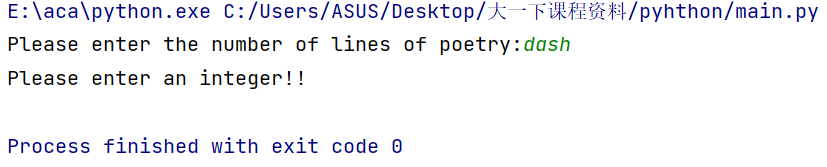 E:\aca\python.exe C:/Users/ASUS/Desktop/大一下课程资料/pyhthon/main.py
Please enter the number of lines of poetry:dash
Please enter an integer!!
Process finished with exit code 0